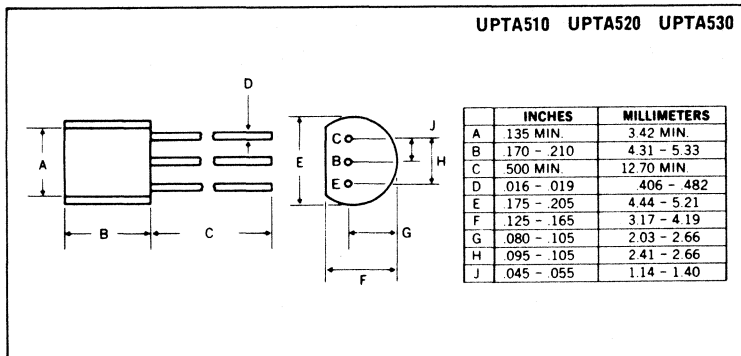 UPTA510 UPTA520 UPTA530
D
A
B
C
E
C
B
E
J
H
G
F
INCHES MILLIMETERS
A .135 MIN. 3.42 MIN.
B .170 - .210 4.31 - 5.33
C .500 MIN. 12.70 MIN.
D .016 - .019 .406 - .482
E .175 - .205 4.44 - 5.21
F .125 - .165 3.17 - 4.19
G .080 - .105 2.03 - 2.66
H .095 - .105 2.41 - 2.66
J .045 - .055 1.14 - 1.40